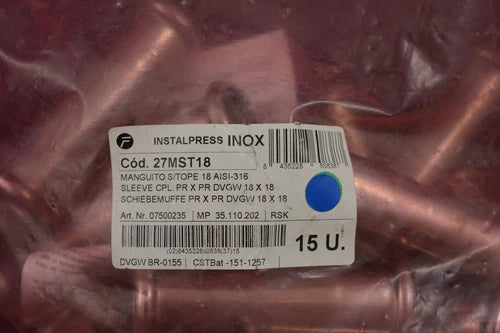 INSTALPRESS INOX
Cód. 27MST18
MANGUITO S/TOPE 18 AISI-316
SLEEVE CPL. PR X PR DVGW 18 X 18
SCHIEBEMUFFE PR X PR DVGW 18 X 18
Art. Nr. 07500235 MP 35.110.202 RSK
15 U.
DVGW BR-0155 CSTBat -151-1257